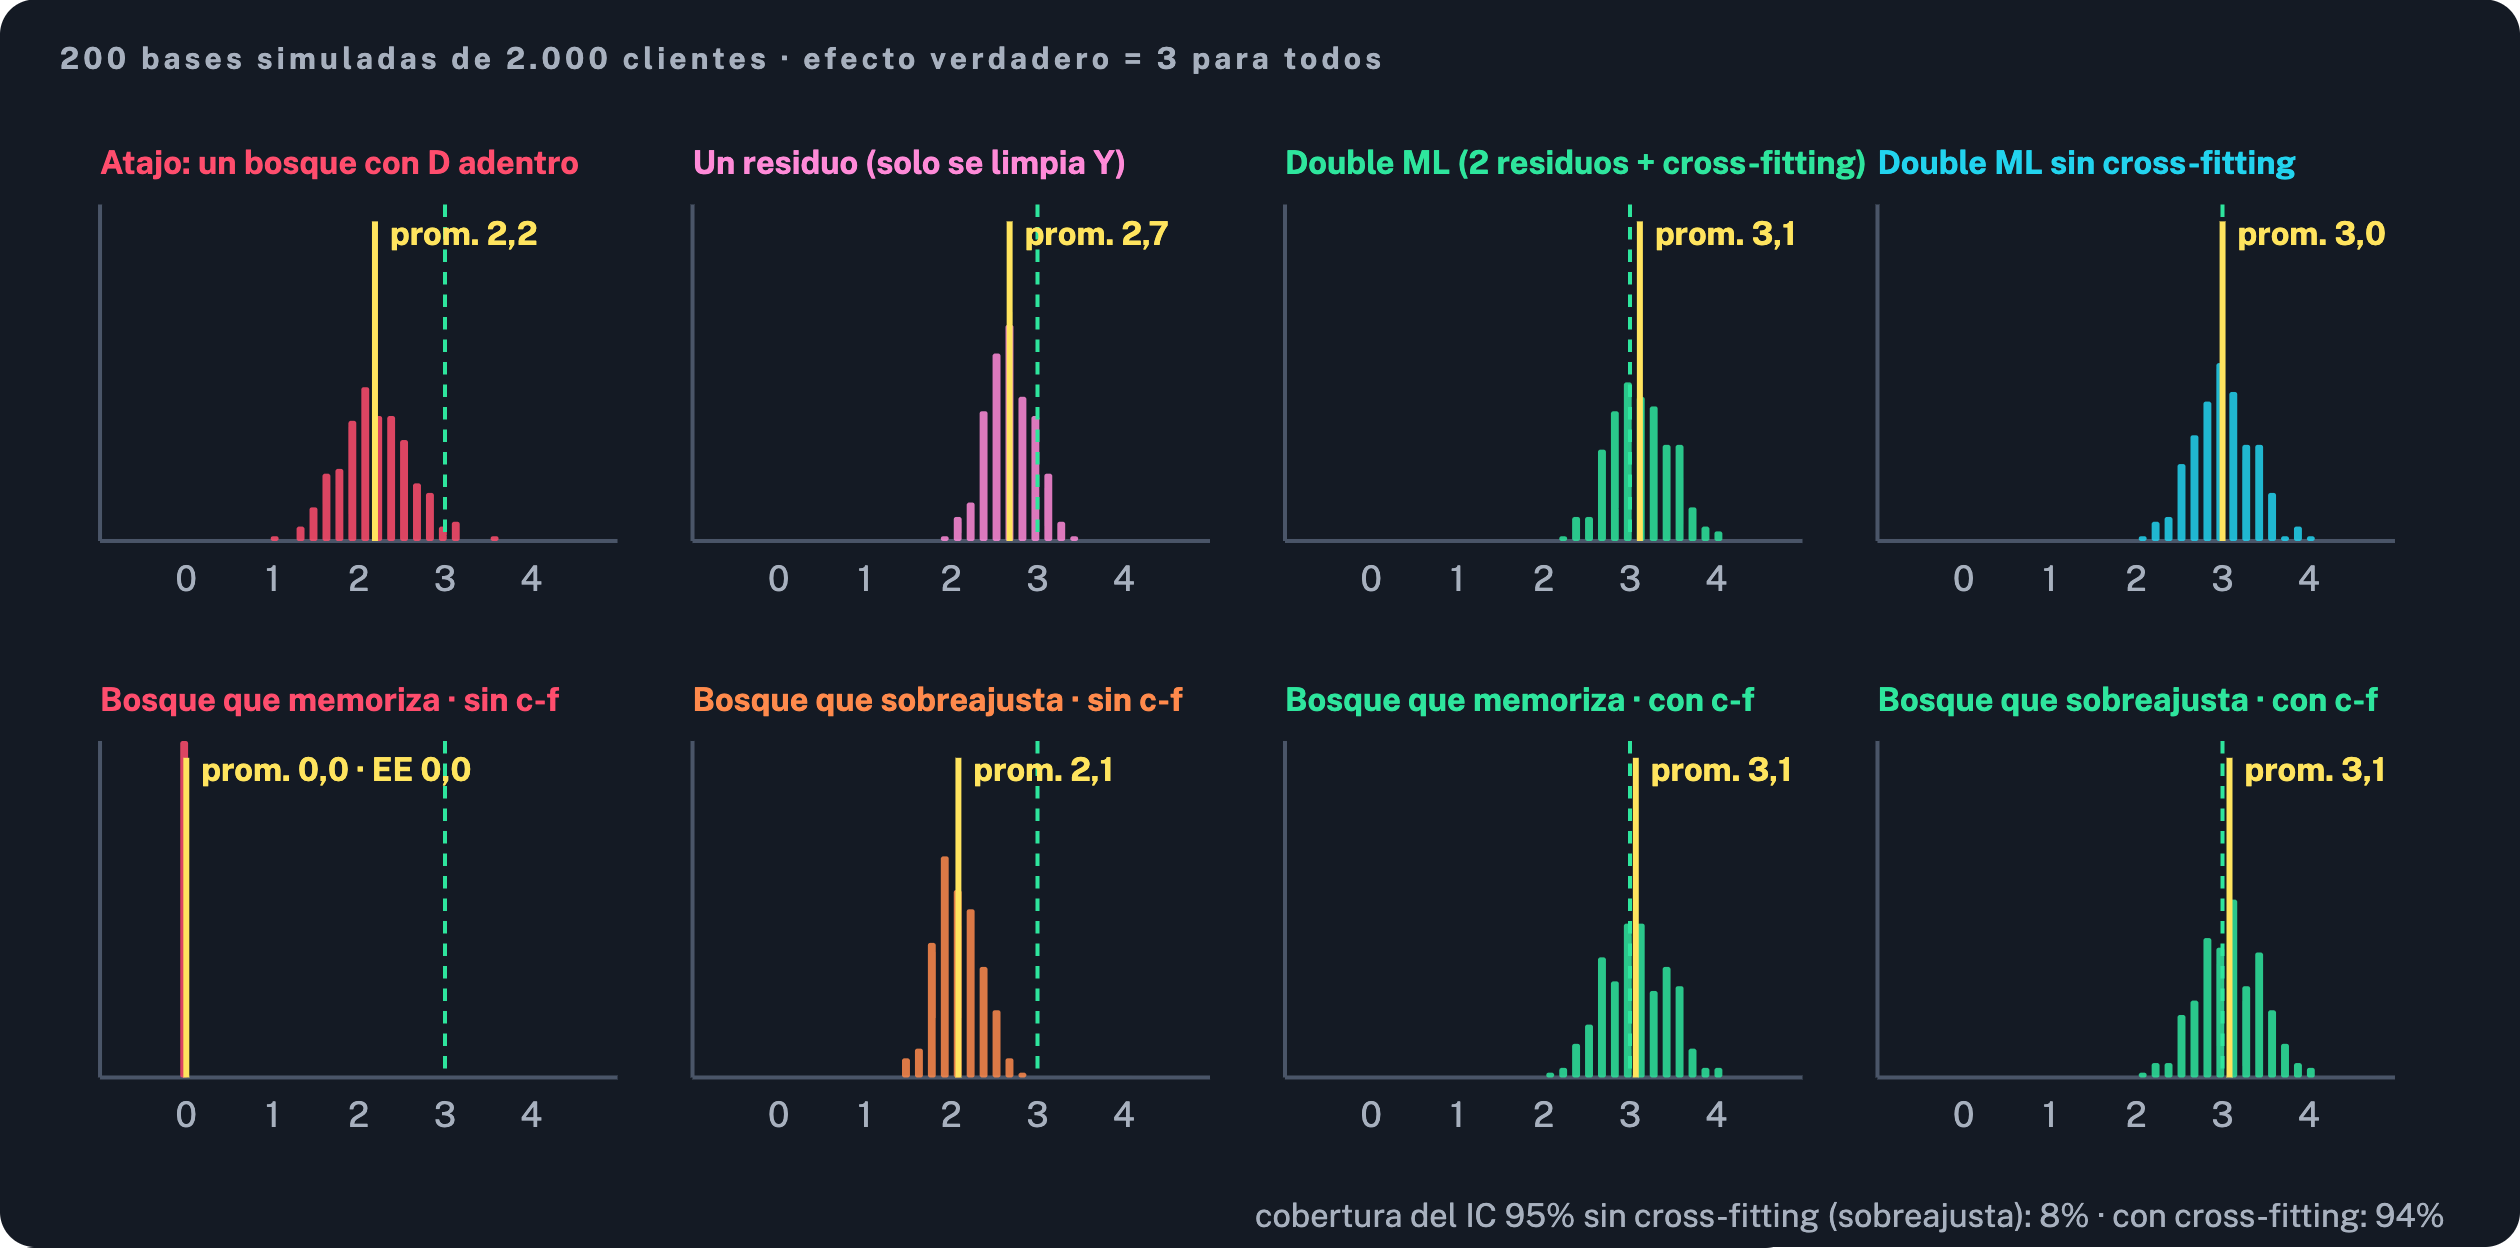 200 bases simuladas de 2.000 clientes · efecto verdadero = 3 para todos
Atajo: un bosque con D adentro
prom. 2,2
0 1 2 3 4
Un residuo (solo se limpia Y)
prom. 2,7
0 1 2 3 4
Double ML (2 residuos + cross-fitting)
prom. 3,1
0 1 2 3 4
Double ML sin cross-fitting
prom. 3,0
0 1 2 3 4
Bosque que memoriza · sin c-f
prom. 0,0 · EE 0,0
0 1 2 3 4
Bosque que sobreajusta · sin c-f
prom. 2,1
0 1 2 3 4
Bosque que memoriza · con c-f
prom. 3,1
0 1 2 3 4
Bosque que sobreajusta · con c-f
prom. 3,1
0 1 2 3 4
cobertura del IC 95% sin cross-fitting (sobreajusta): 8% · con cross-fitting: 94%